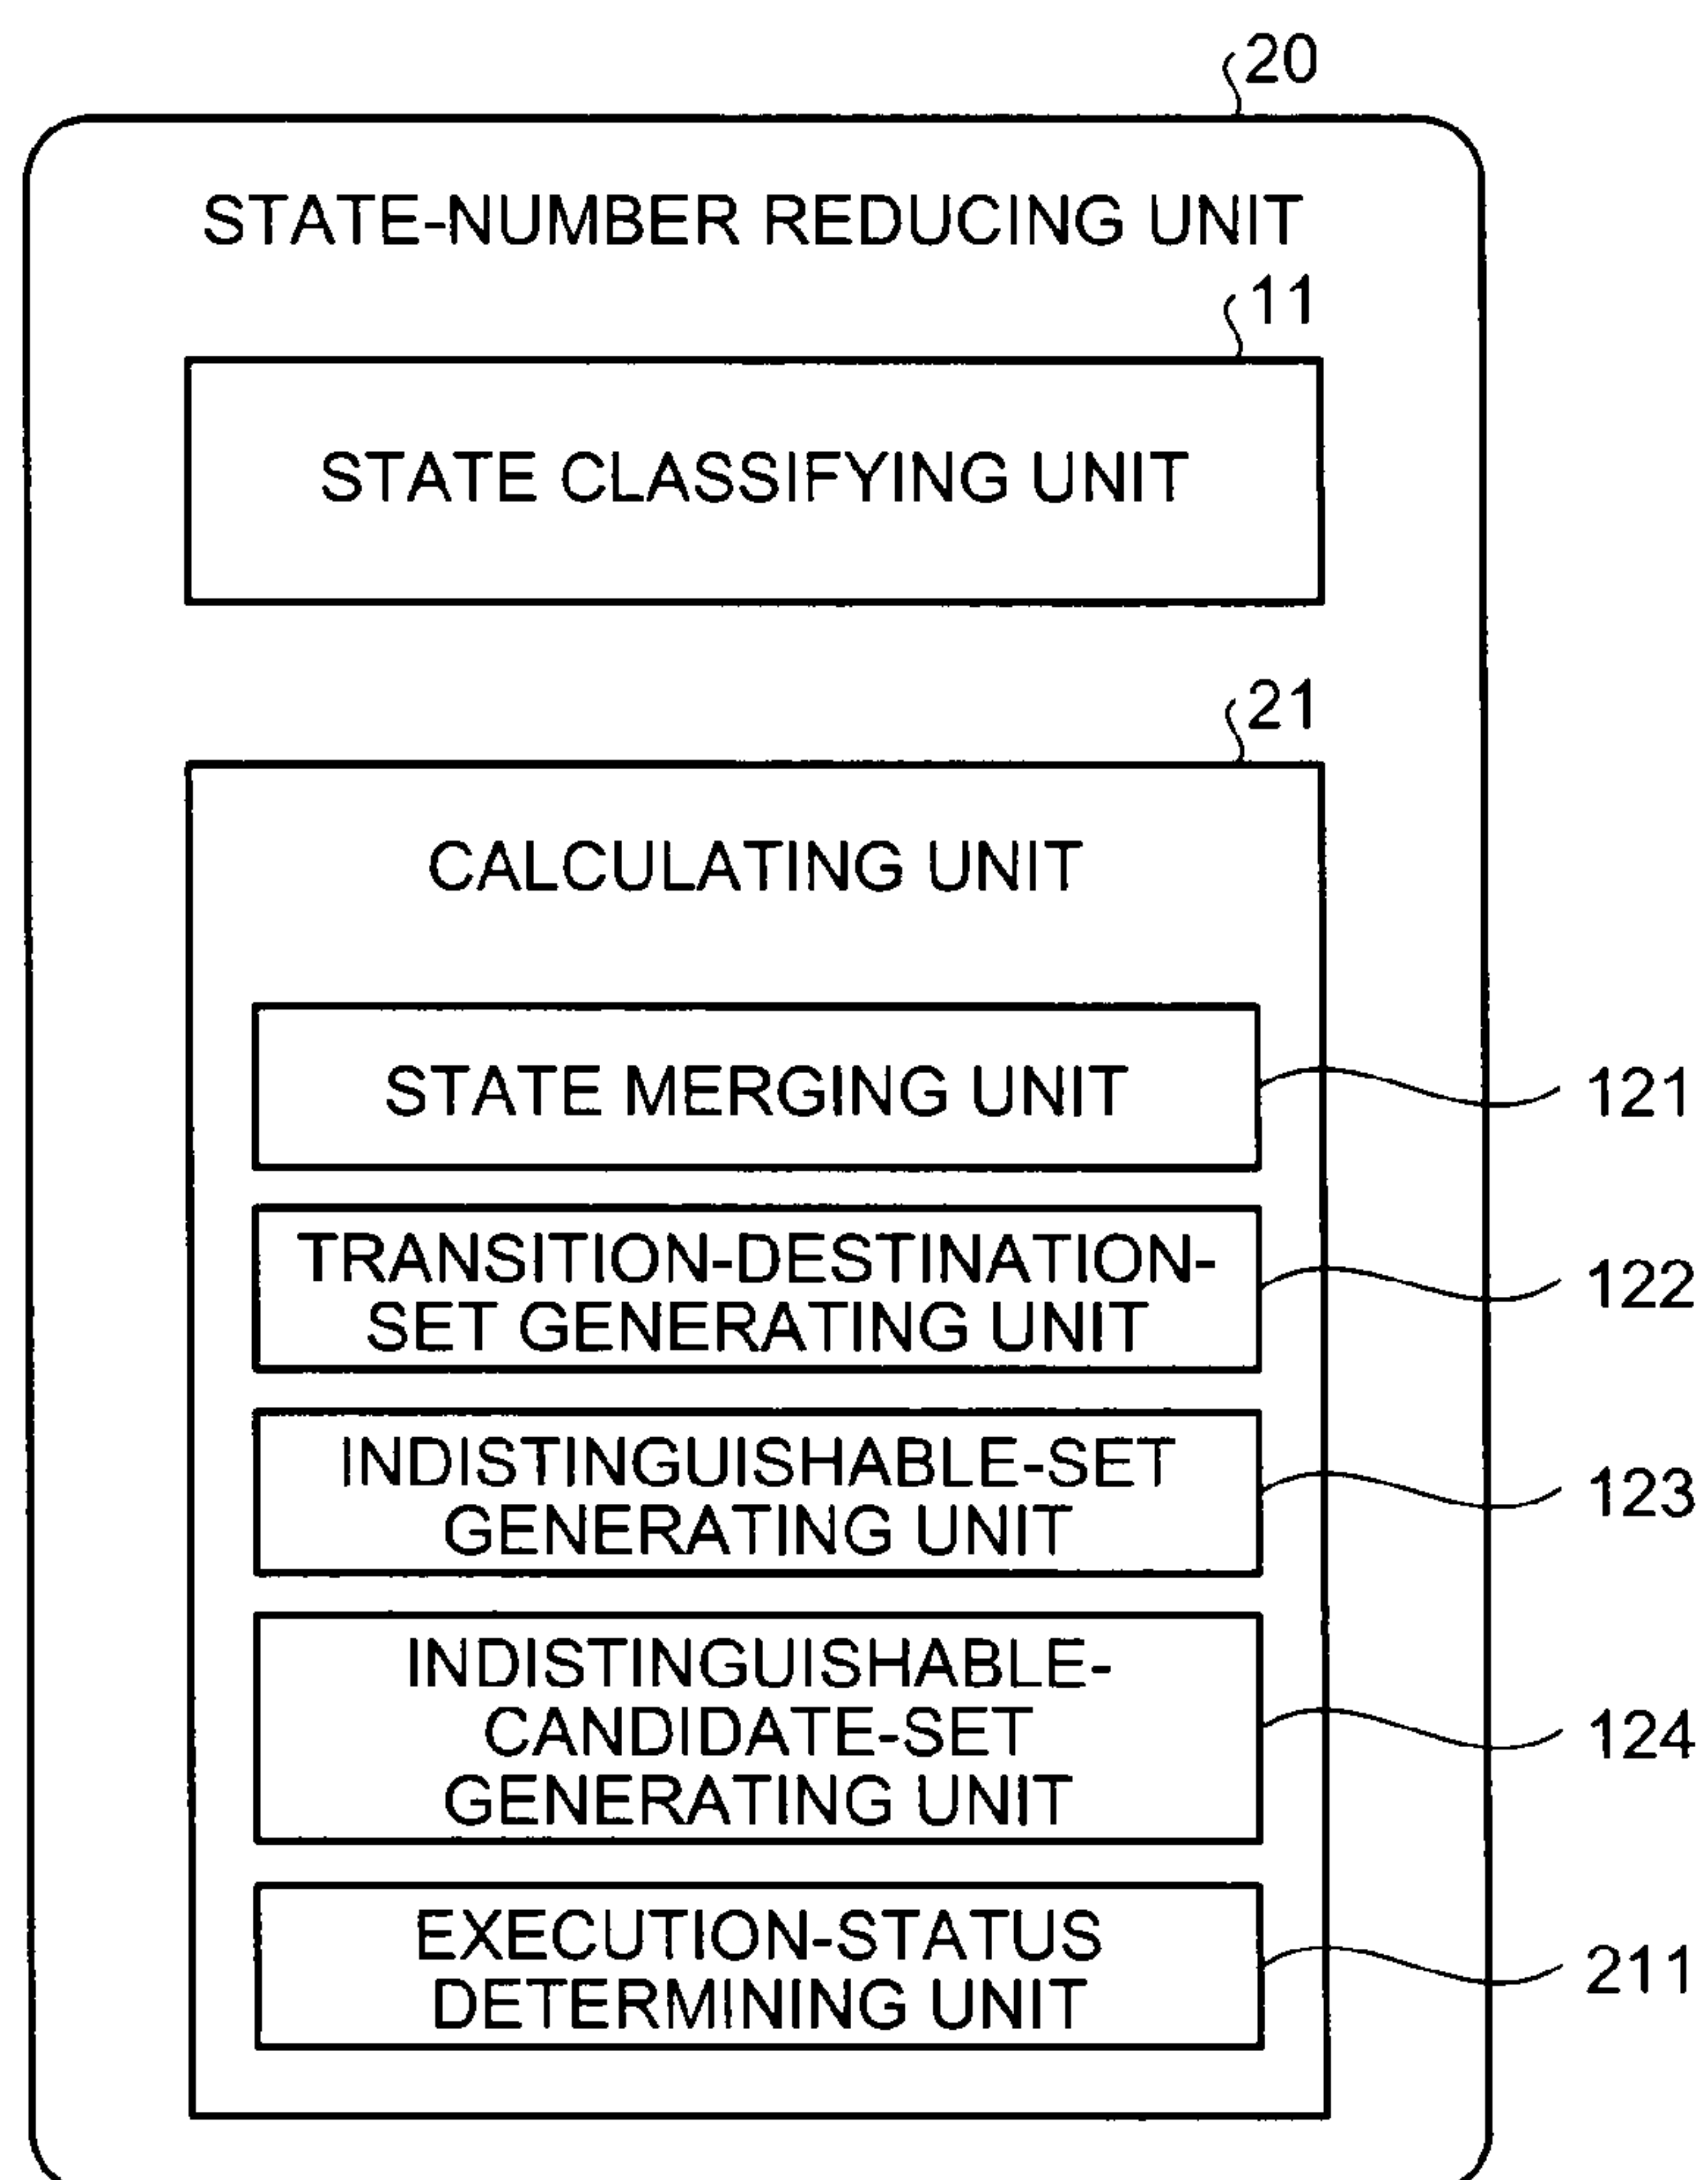 20
STATE-NUMBER REDUCING UNIT
11
STATE CLASSIFYING UNIT
21
CALCULATING UNIT
STATE MERGING UNIT
121
TRANSITION-DESTINATION-
SET GENERATING UNIT
122
INDISTINGUISHABLE-SET
GENERATING UNIT
123
INDISTINGUISHABLE-
CANDIDATE-SET
GENERATING UNIT
124
EXECUTION-STATUS
DETERMINING UNIT
211